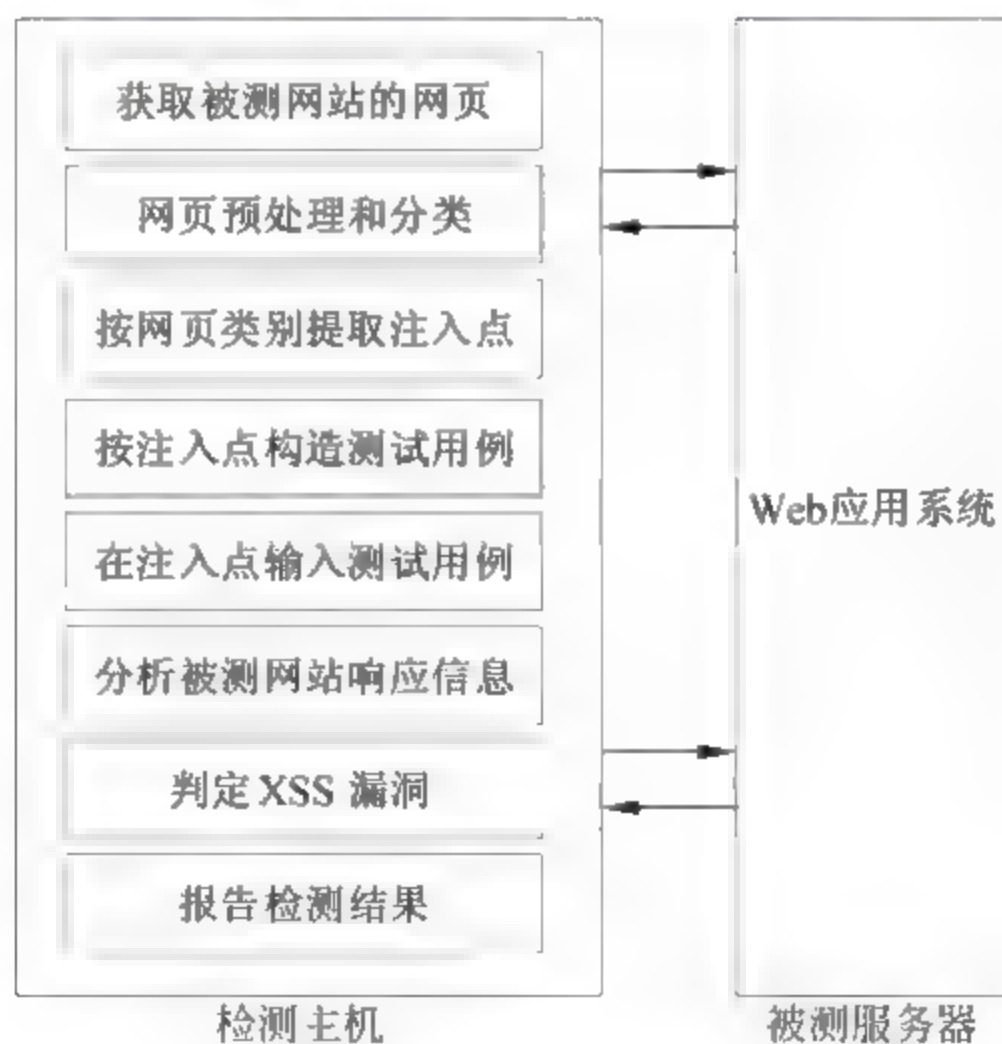 获取被测网站的网页
网页预处理和分类
按网页类别提取注入点
按注入点构造测试用例
在注入点输入测试用例
分析被测网站响应信息
判定XSS 漏洞
报告检测结果
检测主机
Web应用系统
被测服务器